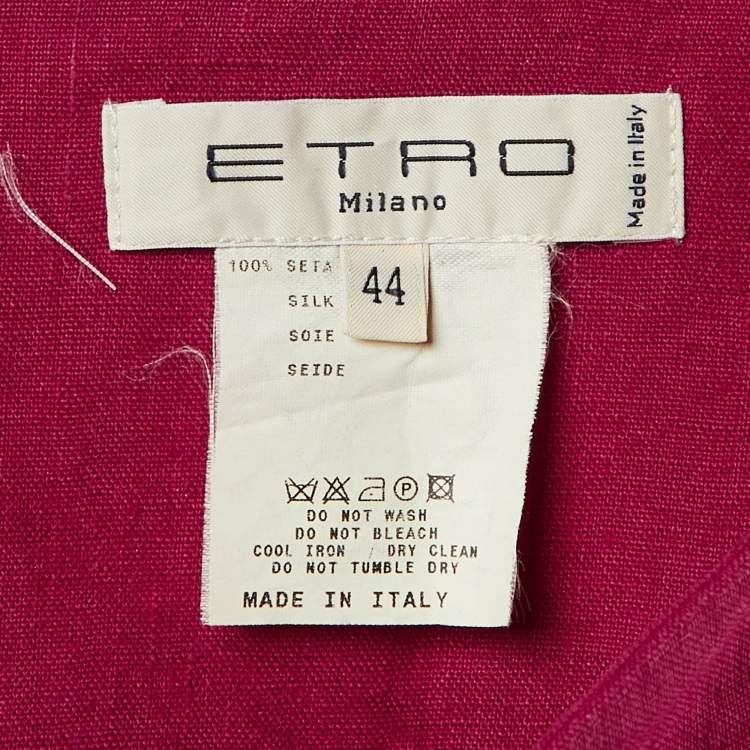 ETRO
Milano
Made in Italy
44
100% SETA
SILK
SOIE
SEIDE
DO NOT WASH
DO NOT BLEACH
COOL IRON / DRY CLEAN
DO NOT TUMBLE DRY
MADE IN ITALY